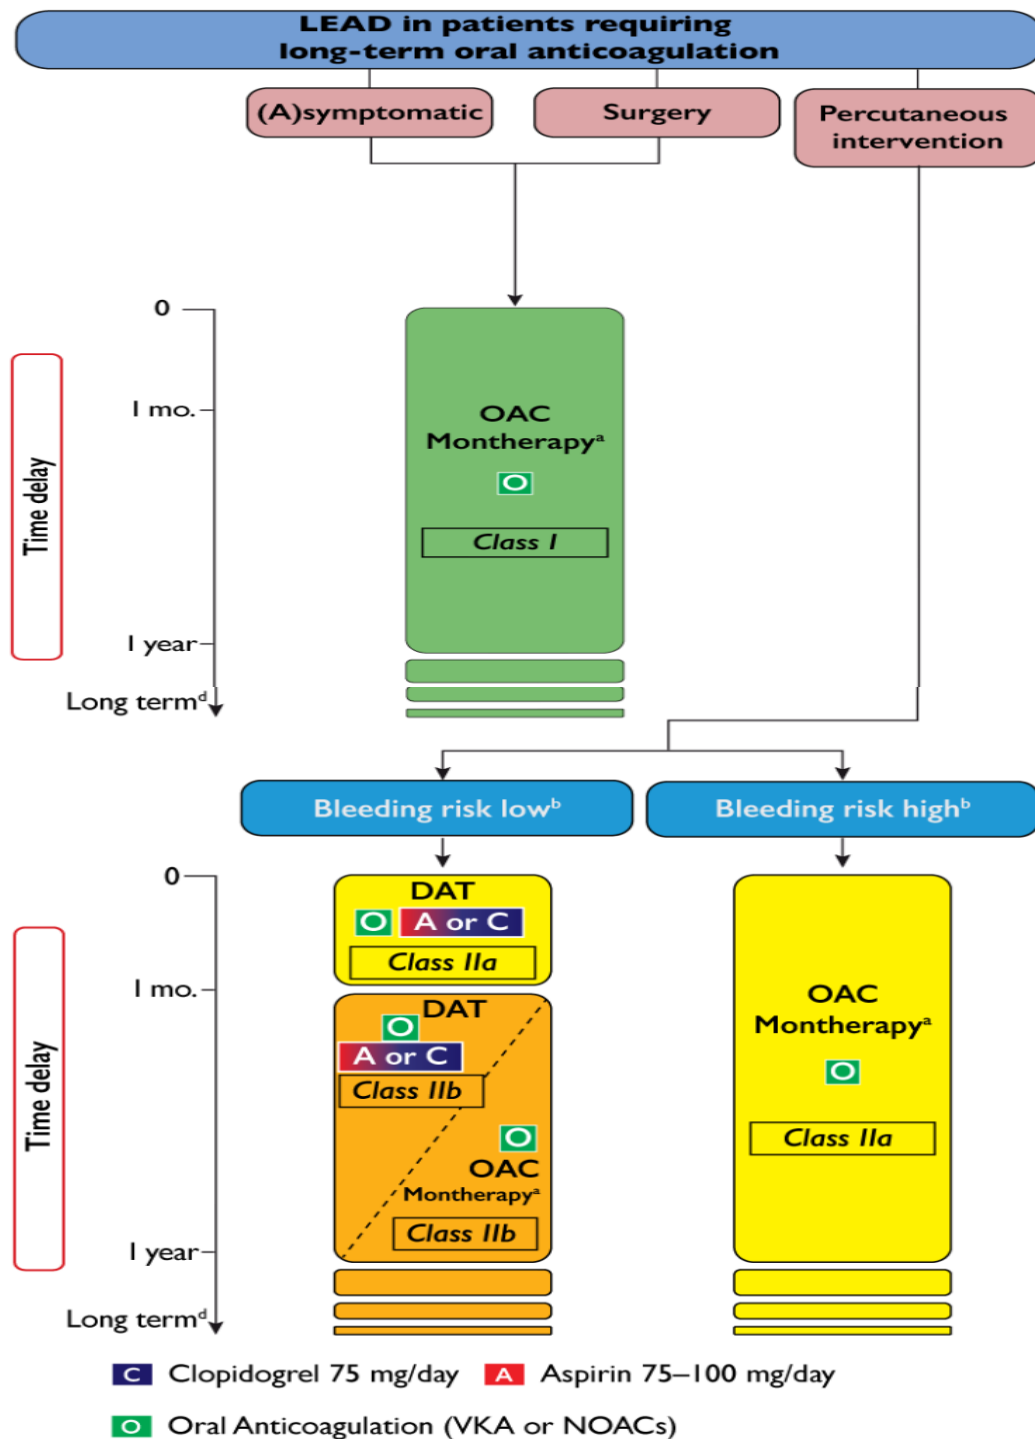 LEAD in patients requiring
long-term oral anticoagulation
(A)symptomatic
Surgery
Percutaneous
intervention
0
1 mo.
1 year
Long termᵈ
Time delay
OAC
Montherapyᵃ
O
Class I
Bleeding risk lowᵇ
Bleeding risk highᵇ
0
1 mo.
1 year
Long termᵈ
Time delay
DAT
O A or C
Class IIa
DAT
O
A or C
Class IIb
O
OAC
Montherapyᵃ
Class IIb
OAC
Montherapyᵃ
O
Class IIa
C Clopidogrel 75 mg/day A Aspirin 75–100 mg/day
O Oral Anticoagulation (VKA or NOACs)